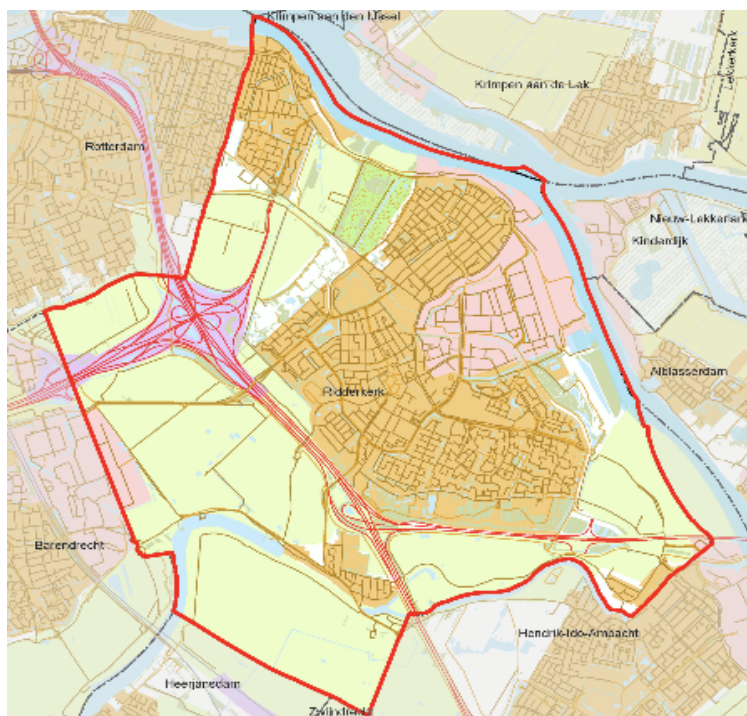 Krimpen aan den IJssel
Krimpen aan de Lek
Lekkerkerk
Rotterdam
Nieuw-Lekkerland
Kinderdijk
Alblasserdam
Ridderkerk
Barendrecht
Hendrik-Ido-Ambacht
Heerjansdam
Zwijndrecht